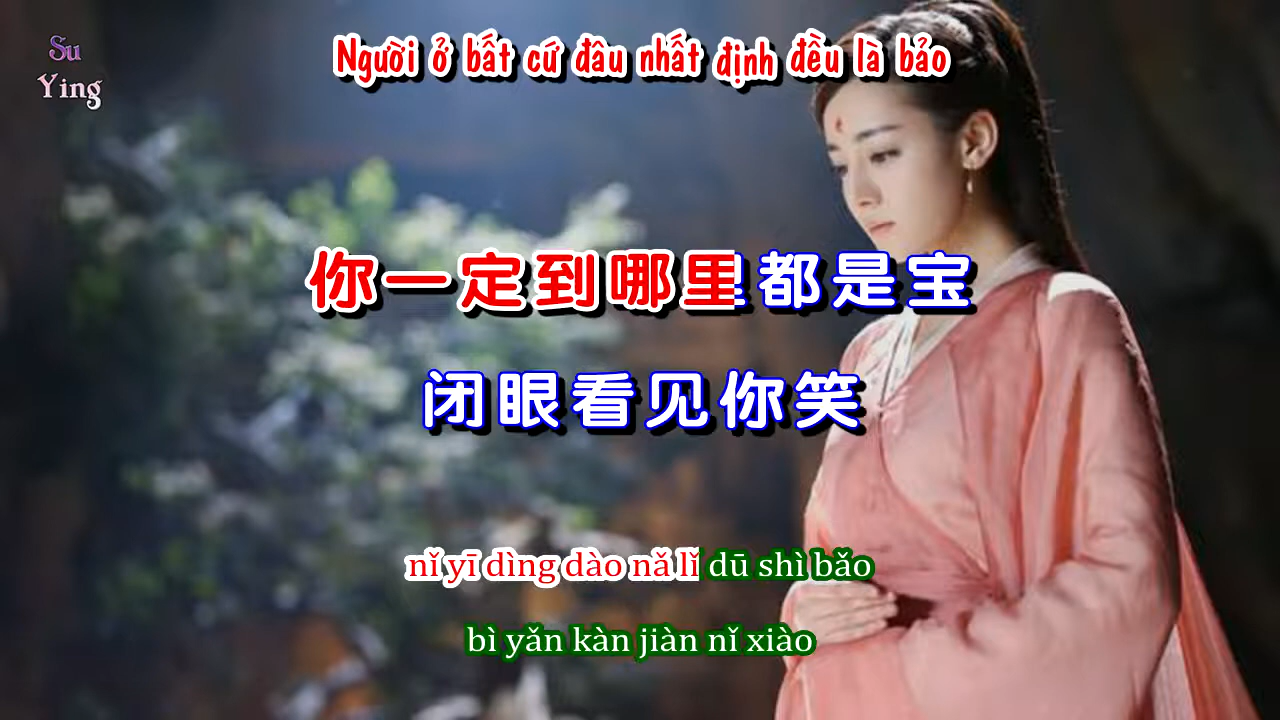 Su
Ying
Người ở bất cứ đâu nhất định đều là bảo
你一定到哪里都是宝
闭眼看见你笑
nǐ yī dìng dào nǎ lǐ dū shì bǎo
bì yǎn kàn jiàn nǐ xiào